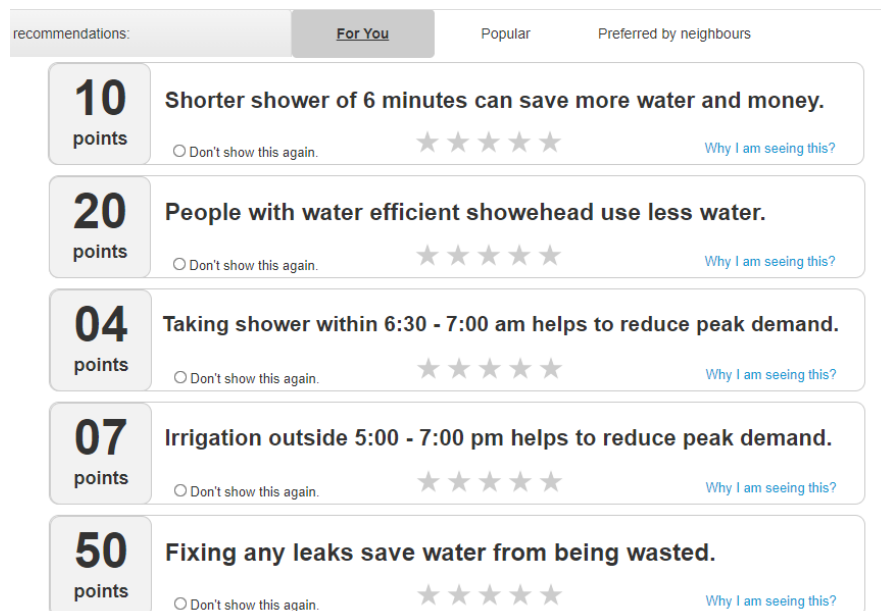 recommendations: For You Popular Preferred by neighbours
10 points
Shorter shower of 6 minutes can save more water and money.
Don't show this again. Why I am seeing this?
20 points
People with water efficient showehead use less water.
Don't show this again. Why I am seeing this?
04 points
Taking shower within 6:30 - 7:00 am helps to reduce peak demand.
Don't show this again. Why I am seeing this?
07 points
Irrigation outside 5:00 - 7:00 pm helps to reduce peak demand.
Don't show this again. Why I am seeing this?
50 points
Fixing any leaks save water from being wasted.
Don't show this again. Why I am seeing this?